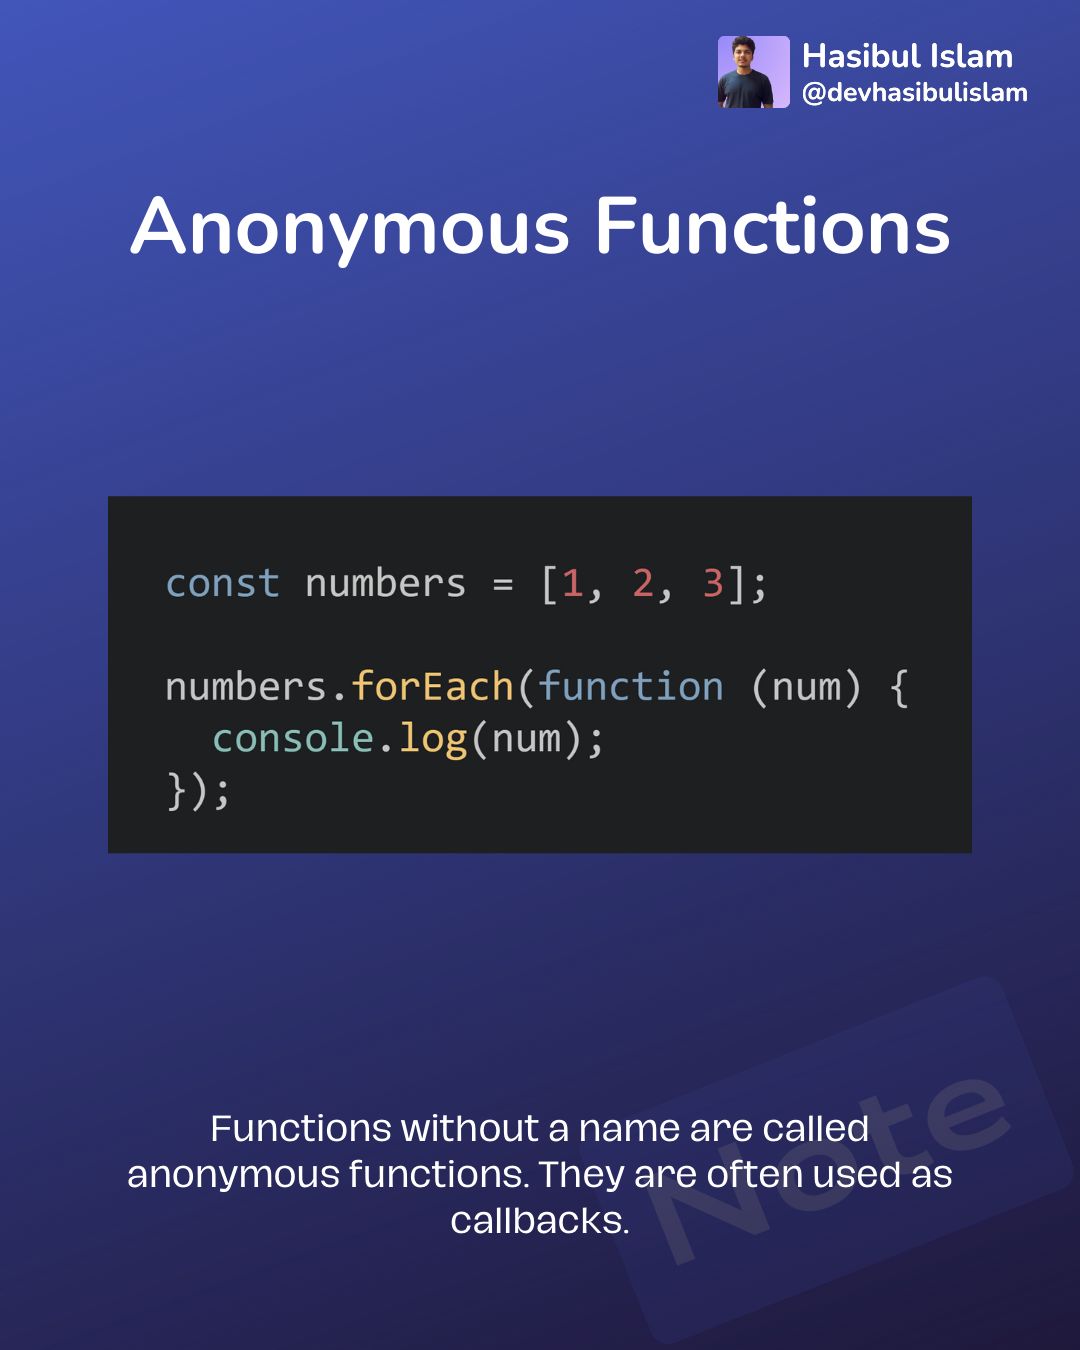 Hasibul Islam
@devhasibulislam
Anonymous Functions
const numbers = [1, 2, 3];
numbers.forEach(function (num) {
  console.log(num);
});
Functions without a name are called
anonymous functions. They are often used as
callbacks.
Note